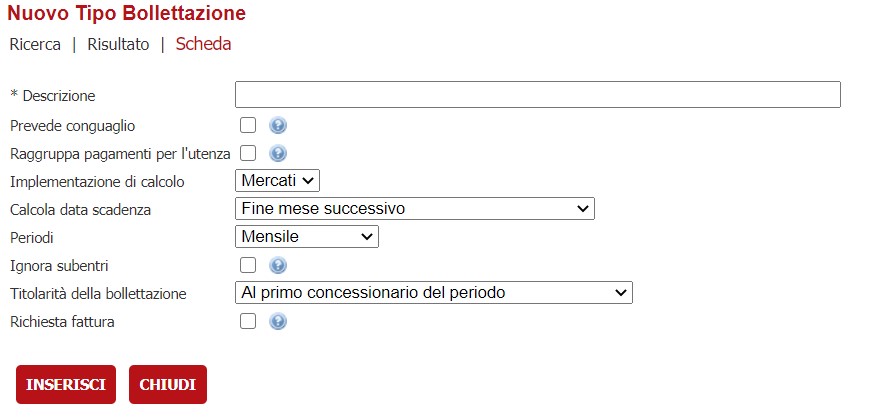 Nuovo Tipo Bollettazione
Ricerca | Risultato | Scheda
* Descrizione
Prevede conguaglio
Raggruppa pagamenti per l'utenza
Implementazione di calcolo Mercati
Calcola data scadenza Fine mese successivo
Periodi Mensile
Ignora subentri
Titolarità della bollettazione Al primo concessionario del periodo
Richiesta fattura
INSERISCI CHIUDI